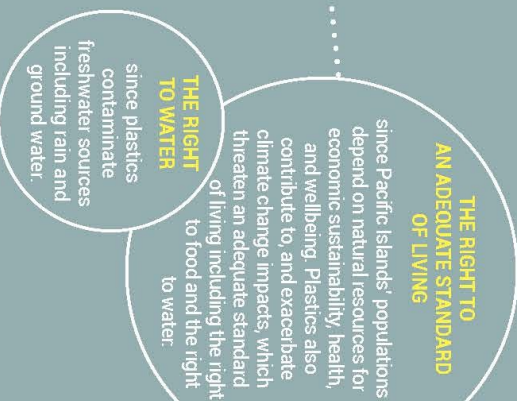 THE RIGHT TO
AN ADEQUATE STANDARD
OF LIVING
since Pacific Islands' populations
depend on natural resources for
economic sustainability, health,
and wellbeing. Plastics also
contribute to, and exacerbate
climate change impacts, which
threaten an adequate standard
of living including the right
to food and the right
to water.
THE RIGHT
TO WATER
since plastics
contaminate
freshwater sources
including rain and
ground water.